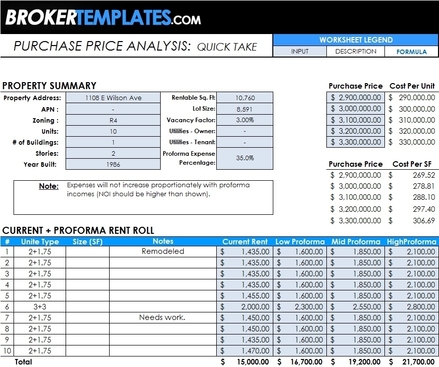 BROKERTEMPLATES.COM
PURCHASE PRICE ANALYSIS: QUICK TAKE
WORKSHEET LEGEND
INPUT DESCRIPTION FORMULA
PROPERTY SUMMARY
Property Address: 1108 E Wilson Ave
APN : -
Zoning : R4
Units: 10
# of Buildings: 1
Stories: 2
Year Built: 1986
Rentable Sq. Ft: 10,760
Lot Size: 8,591
Vacancy Factor: 3.00%
Utilities - Owner: -
Utilities - Tenant: -
Proforma Expense Percentage: 35.0%
Purchase Price Cost Per Unit
$ 2,900,000.00 $ 290,000.00
$ 3,000,000.00 $ 300,000.00
$ 3,100,000.00 $ 310,000.00
$ 3,200,000.00 $ 320,000.00
$ 3,300,000.00 $ 330,000.00
Purchase Price Cost Per SF
$ 2,900,000.00 $ 269.52
$ 3,000,000.00 $ 278.81
$ 3,100,000.00 $ 288.10
$ 3,200,000.00 $ 297.40
$ 3,300,000.00 $ 306.69
Note: Expenses will not increase proportionately with proforma
incomes (NOI should be higher than shown).
CURRENT + PROFORMA RENT ROLL
# Unite Type Size (SF) Notes Current Rent Low Proforma Mid Proforma HighProforma
1 2+1.75 Remodeled $ 1,435.00 $ 1,600.00 $ 1,850.00 $ 2,100.00
2 2+1.75 $ 1,435.00 $ 1,600.00 $ 1,850.00 $ 2,100.00
3 2+1.75 $ 1,435.00 $ 1,600.00 $ 1,850.00 $ 2,100.00
4 2+1.75 $ 1,435.00 $ 1,600.00 $ 1,850.00 $ 2,100.00
5 2+1.75 $ 1,455.00 $ 1,600.00 $ 1,850.00 $ 2,100.00
6 3+3 $ 2,000.00 $ 2,300.00 $ 2,550.00 $ 2,800.00
7 2+1.75 Needs work. $ 1,450.00 $ 1,600.00 $ 1,850.00 $ 2,100.00
8 2+1.75 $ 1,450.00 $ 1,600.00 $ 1,850.00 $ 2,100.00
9 2+1.75 $ 1,435.00 $ 1,600.00 $ 1,850.00 $ 2,100.00
10 2+1.75 $ 1,470.00 $ 1,600.00 $ 1,850.00 $ 2,100.00
Total $ 15,000.00 $ 16,700.00 $ 19,200.00 $ 21,700.00